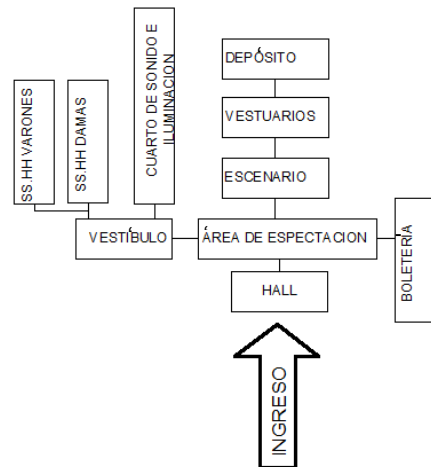 DEPÓSITO
VESTUARIOS
ESCENARIO
CUARTO DE SONIDO E
ILUMINACION
SS.HH VARONES
SS.HH DAMAS
VESTÍBULO
ÁREA DE ESPECTACION
BOLETERÍA
HALL
INGRESO